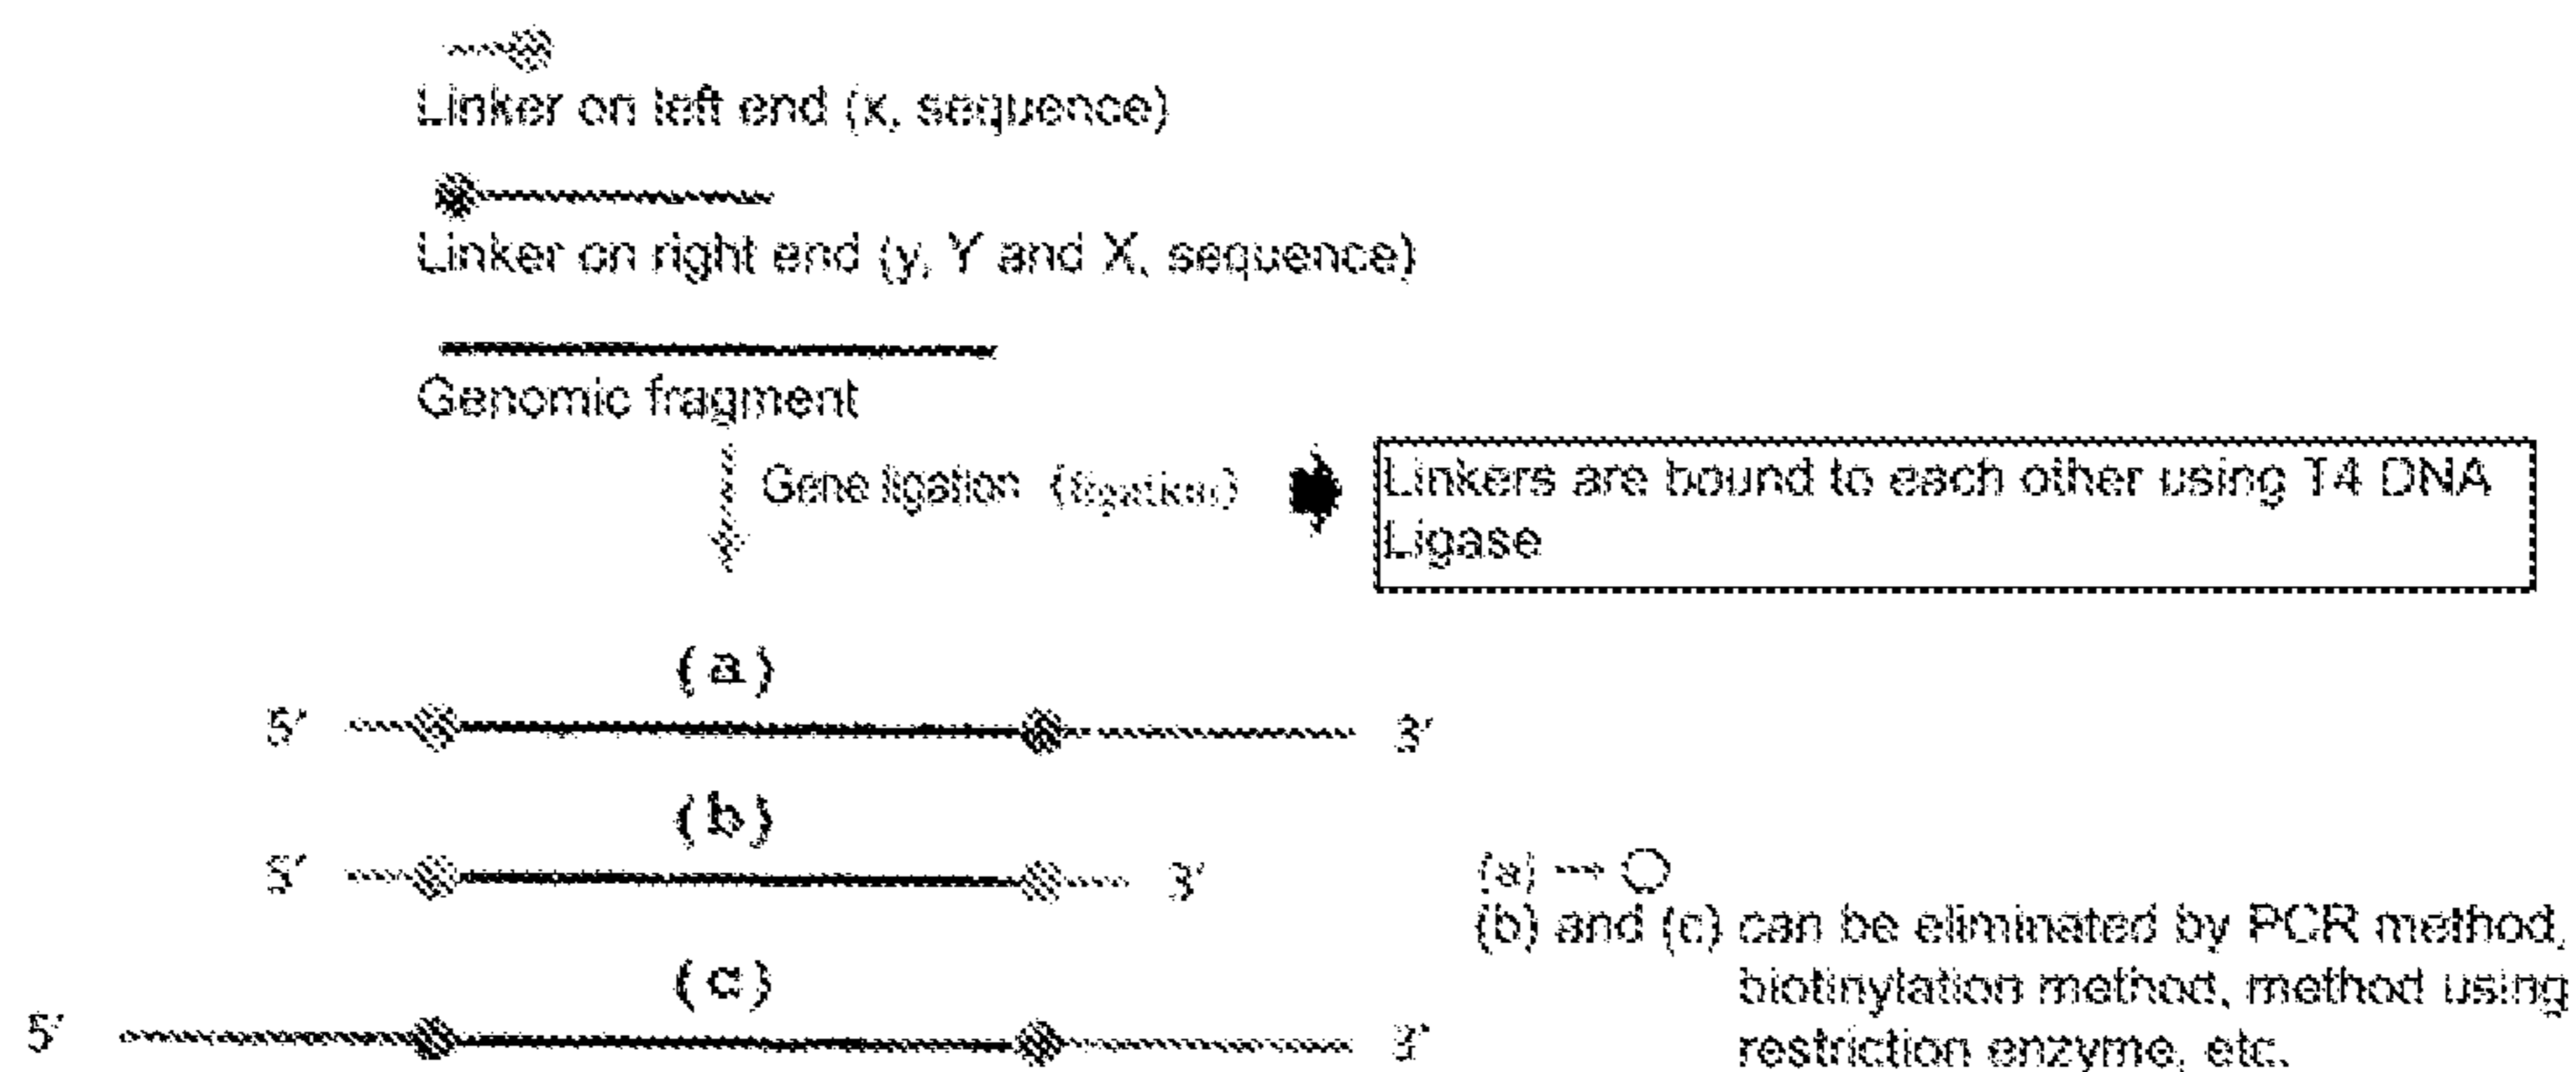 Linker on left end (x, sequence)
Linker on right end (y, Y and X, sequence)
Genomic fragment
Gene ligation (ligation)
Linkers are bound to each other using T4 DNA
Ligase
(a)
5′ 3′
(b)
5′ 3′
(c)
5′ 3′
(a) ---
(b) and (c) can be eliminated by PCR method,
biotinylation method, method using
restriction enzyme, etc.